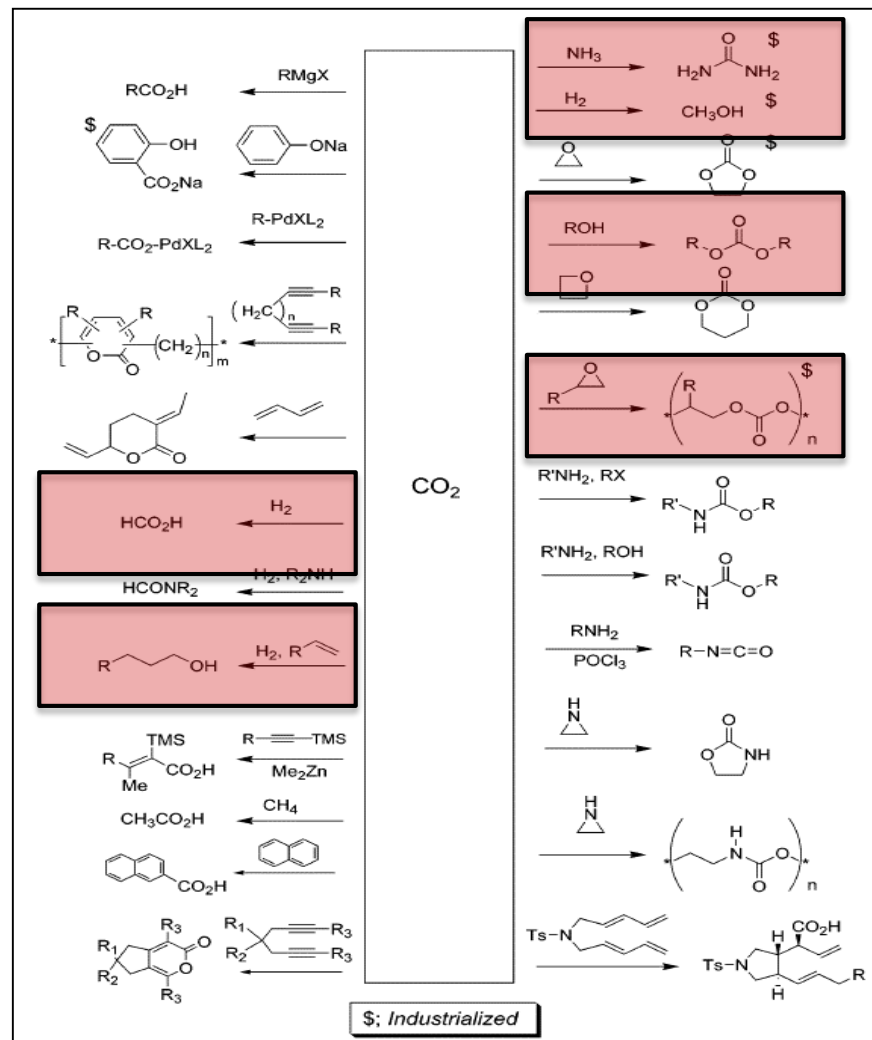 RCO₂H
RMgX
$
OH
CO₂Na
ONa
R-CO₂-PdXL₂
R-PdXL₂
R
R
*
O
O
(CH₂)n
m
*
(H₂C)n
R
R
O
O
HCO₂H
H₂
HCONR₂
H₂, R₂NH
R
OH
H₂, R
TMS
R
CO₂H
Me
R
TMS
Me₂Zn
CH₃CO₂H
CH₄
CO₂H
R₁
R₂
R₃
O
O
R₃
R₁
R₂
R₃
R₃
CO₂
NH₃
O
H₂N
NH₂
$
H₂
CH₃OH
$
O
O
O
O
$
ROH
O
R
O
O
R
O
O
O
O
R
O
R
O
O
O
*
*
n
$
R'NH₂, RX
R'
N
H
O
O
R
R'NH₂, ROH
R'
N
H
O
O
R
RNH₂
POCl₃
R-N=C=O
H
N
O
O
NH
H
N
*
H
N
O
O
*
n
Ts
N
CO₂H
H
Ts
N
H
R
$; Industrialized